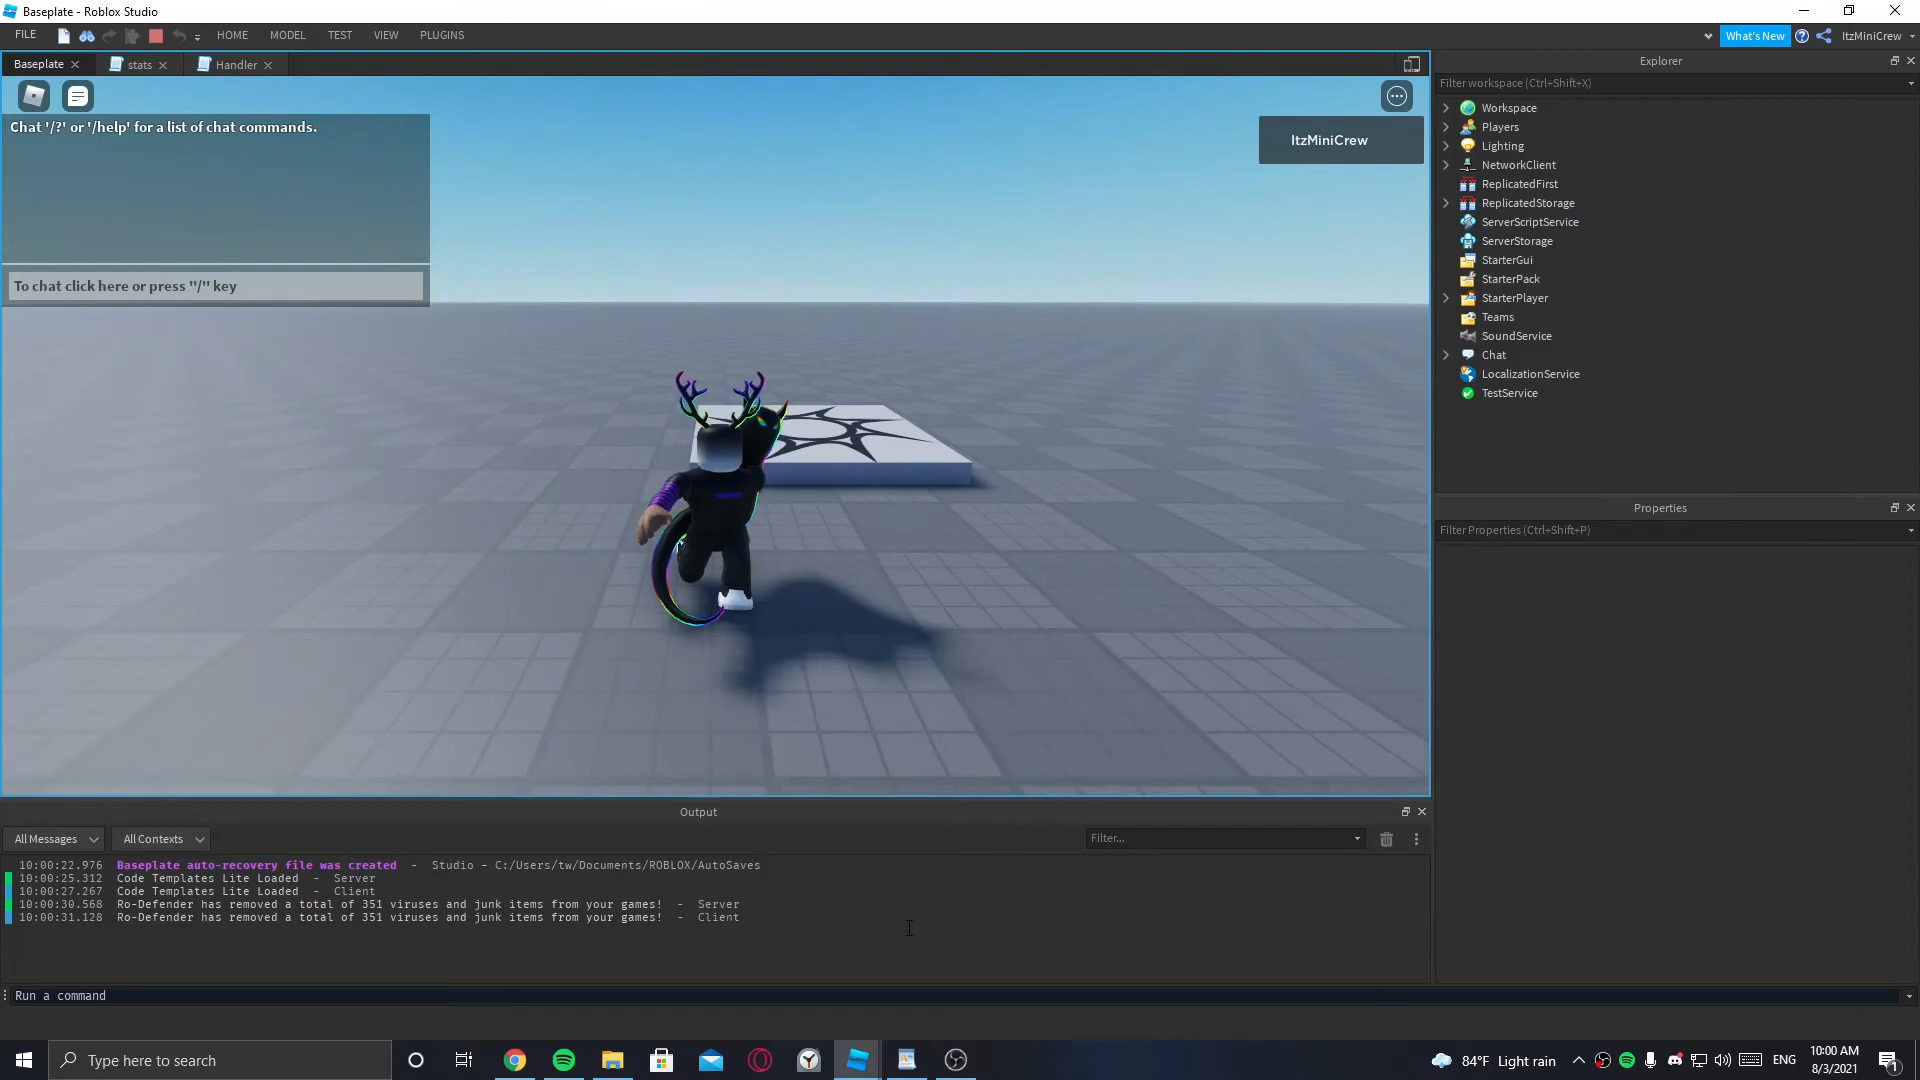 Baseplate - Roblox Studio
FILE
HOME
MODEL
TEST
VIEW
PLUGINS
What's New
ItzMiniCrew
Baseplate
stats
Handler
Chat '/?' or '/help' for a list of chat commands.
To chat click here or press "/" key
ItzMiniCrew
Explorer
Filter workspace (Ctrl+Shift+X)
Workspace
Players
Lighting
NetworkClient
ReplicatedFirst
ReplicatedStorage
ServerScriptService
ServerStorage
StarterGui
StarterPack
StarterPlayer
Teams
SoundService
Chat
LocalizationService
TestService
Properties
Filter Properties (Ctrl+Shift+P)
Output
All Messages
All Contexts
Filter...
10:00:22.976 Baseplate auto-recovery file was created - Studio - C:/Users/tw/Documents/ROBLOX/AutoSaves
10:00:25.312 Code Templates Lite Loaded - Server
10:00:27.267 Code Templates Lite Loaded - Client
10:00:30.568 Ro-Defender has removed a total of 351 viruses and junk items from your games! - Server
10:00:31.128 Ro-Defender has removed a total of 351 viruses and junk items from your games! - Client
Run a command
Type here to search
84°F Light rain
ENG
10:00 AM
8/3/2021
1